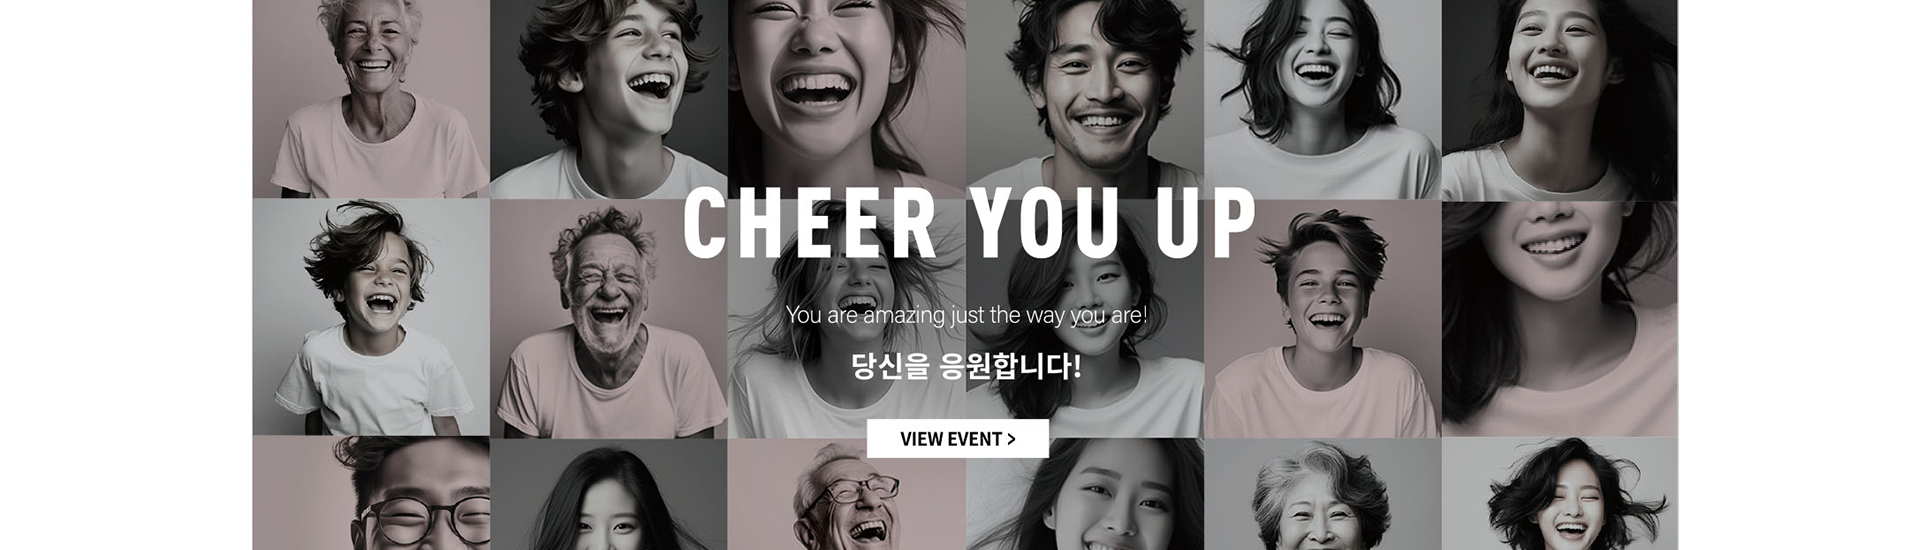 CHEER YOU UP
You are amazing just the way you are!
당신을 응원합니다!
VIEW EVENT >